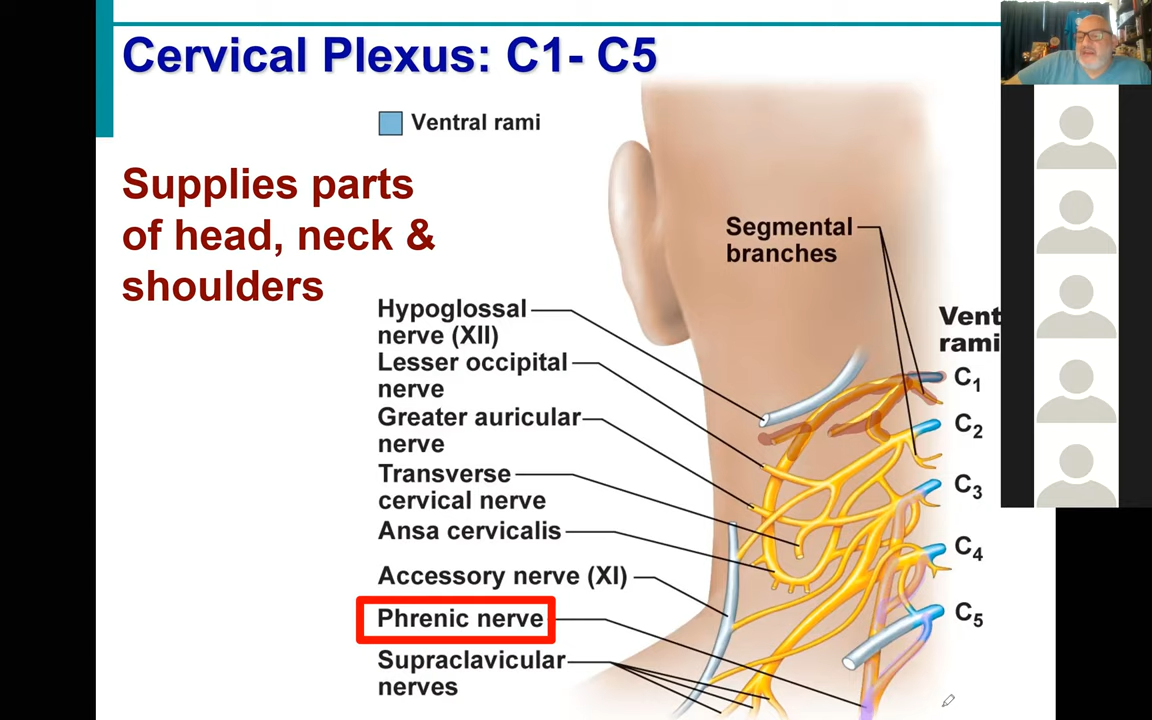 Cervical Plexus: C1- C5
Ventral rami
Supplies parts
of head, neck &
shoulders
Segmental
branches
Hypoglossal
nerve (XII)
Lesser occipital
nerve
Greater auricular
nerve
Transverse
cervical nerve
Ansa cervicalis
Accessory nerve (XI)
Phrenic nerve
Supraclavicular
nerves
Vent
rami
C1
C2
C3
C4
C5